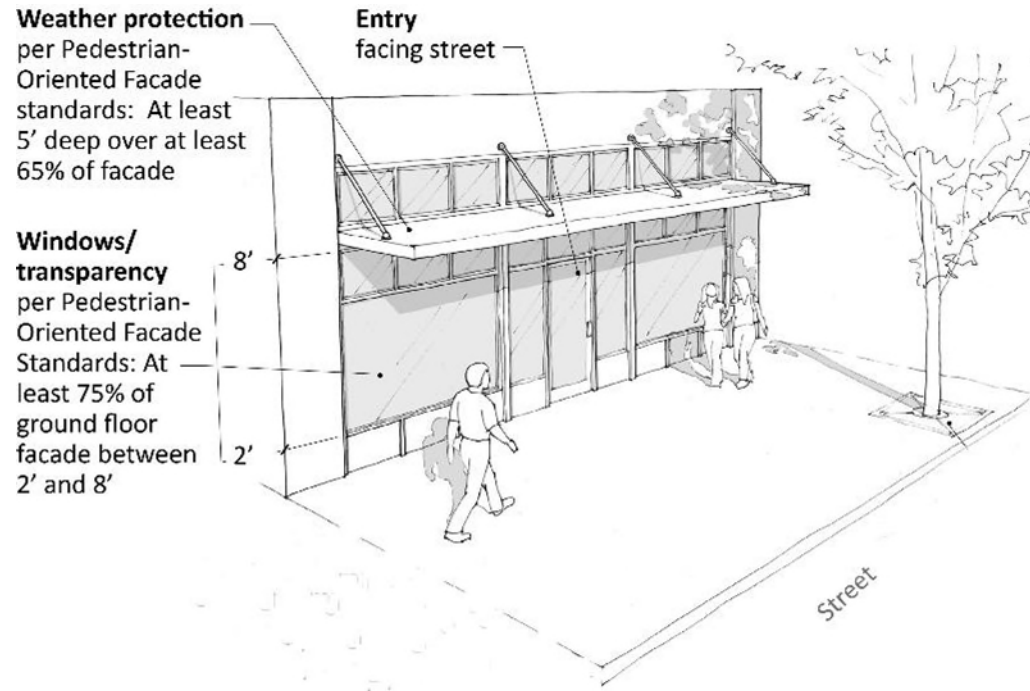 Weather protection
per Pedestrian-
Oriented Facade
standards: At least
5’ deep over at least
65% of facade
Entry
facing street
Windows/
transparency
per Pedestrian-
Oriented Facade
Standards: At
least 75% of
ground floor
facade between
2’ and 8’
8’
2’
Street